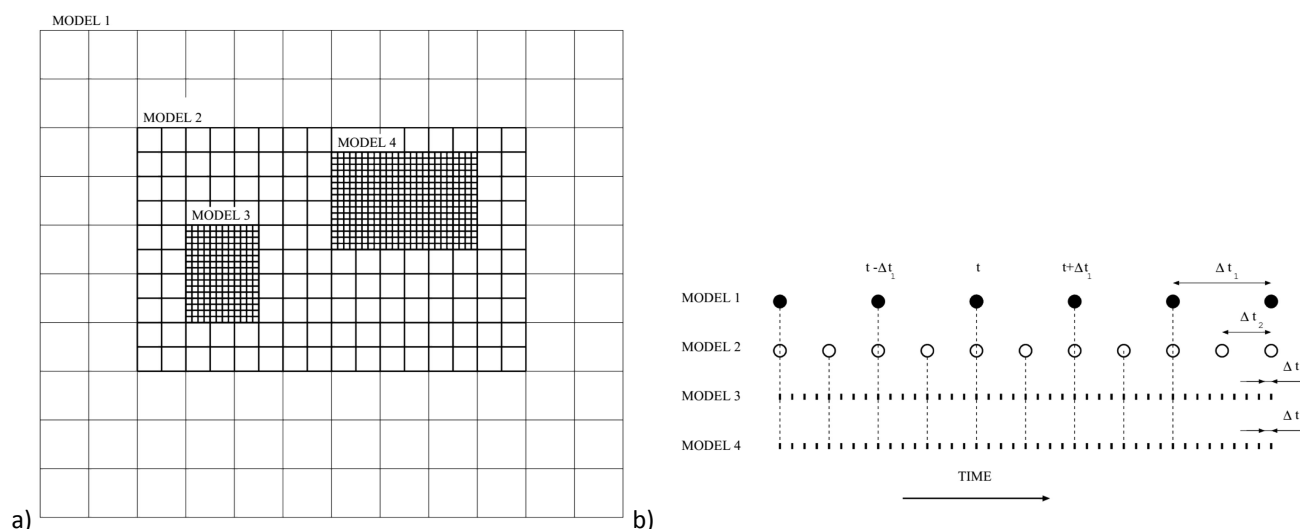 MODEL 1
MODEL 2
MODEL 4
MODEL 3
a)
t -Δt1 t t+Δt1 Δ t1
MODEL 1
Δ t2
MODEL 2
Δ t
MODEL 3
Δ t
MODEL 4
TIME
b)